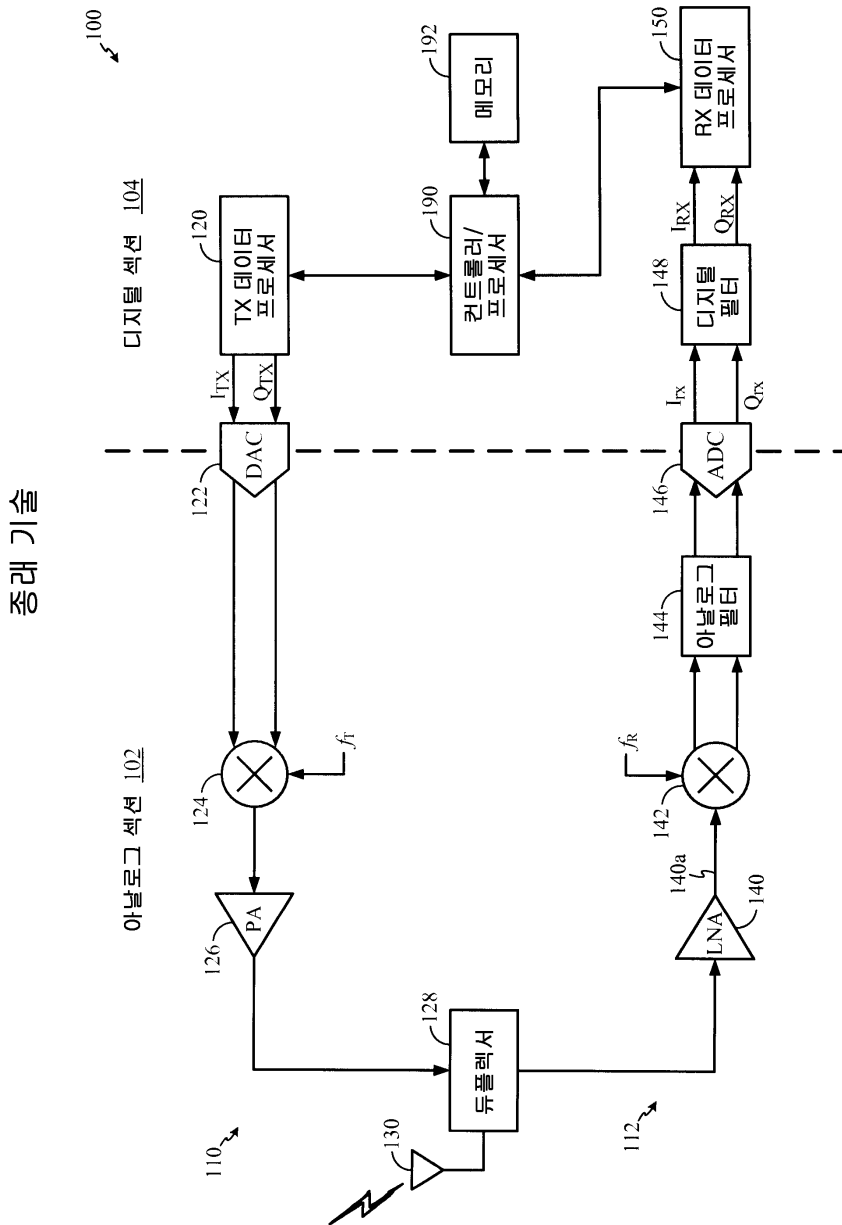 종래 기술
100
아날로그 섹션 102
디지털 섹션 104
110
130
128
듀플렉서
126
PA
124
f_T
122
DAC
I_TX
Q_TX
120
TX 데이터
프로세서
190
컨트롤러/
프로세서
192
메모리
112
LNA
140
140a
142
f_R
144
아날로그
필터
146
ADC
I_rx
Q_rx
148
디지털
필터
I_RX
Q_RX
150
RX 데이터
프로세서